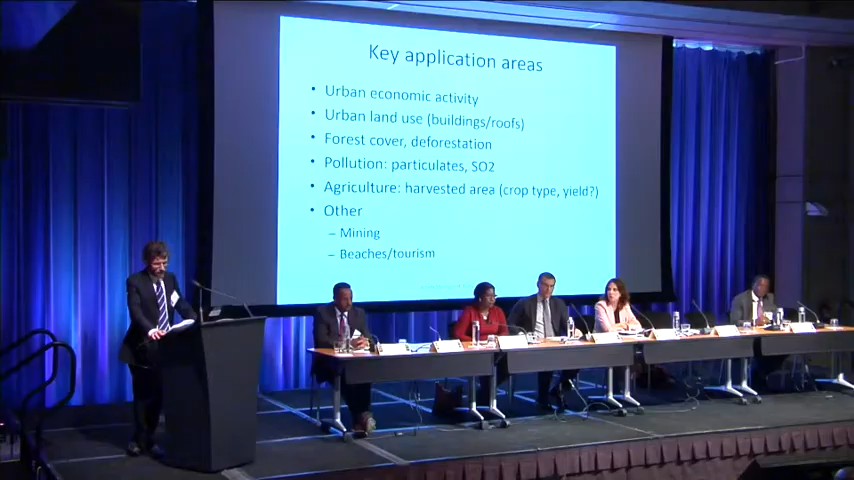 Key application areas
• Urban economic activity
• Urban land use (buildings/roofs)
• Forest cover, deforestation
• Pollution: particulates, SO2
• Agriculture: harvested area (crop type, yield?)
• Other
– Mining
– Beaches/tourism